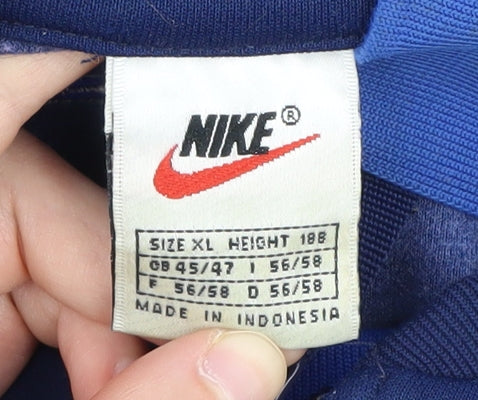 NIKE®
SIZE XL HEIGHT 188
GB 45/47 I 56/58
F 56/58 D 56/58
MADE IN INDONESIA